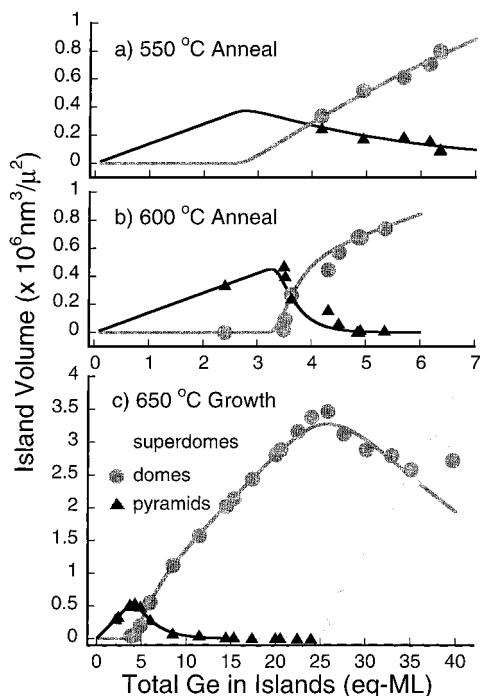 Island Volume (x 10⁶nm³/μ²)
1
0.8
0.6
0.4
0.2
0
a) 550 °C Anneal
1
0.8
0.6
0.4
0.2
0
b) 600 °C Anneal
0 1 2 3 4 5 6 7
3.5
3
2.5
2
1.5
1
0.5
0
c) 650 °C Growth
superdomes
domes
pyramids
0 5 10 15 20 25 30 35 40
Total Ge in Islands (eq-ML)